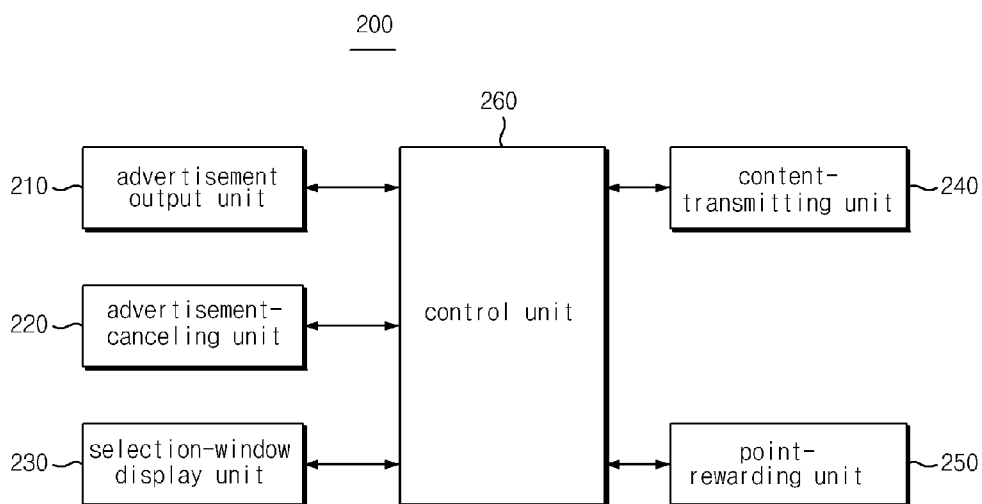 200
260
210
advertisement
output unit
220
advertisement-
canceling unit
230
selection-window
display unit
control unit
content-
transmitting unit
240
point-
rewarding unit
250